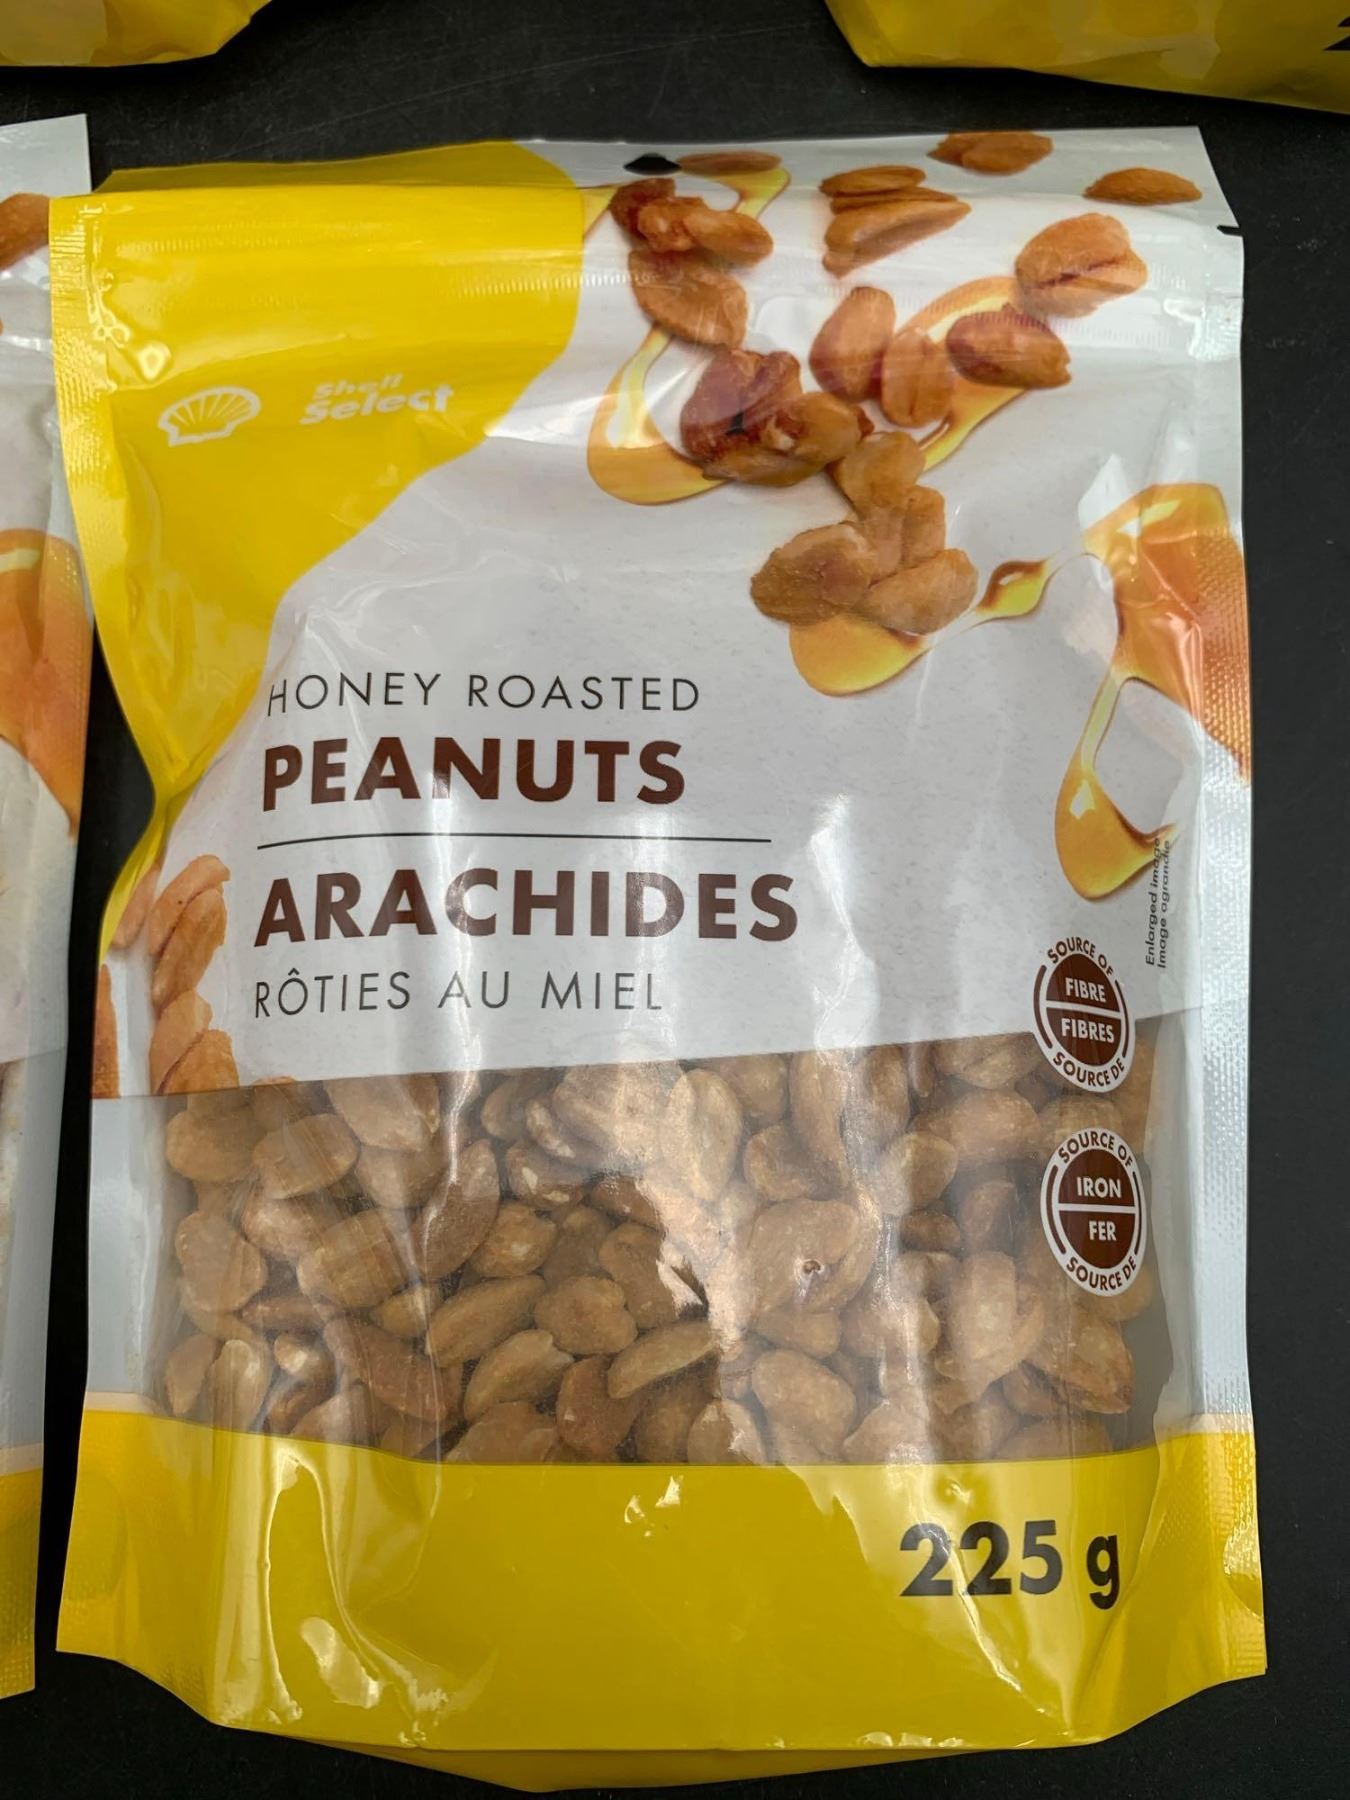 Shell
Select
HONEY ROASTED
PEANUTS
ARACHIDES
RÔTIES AU MIEL
Enlarged image
Image agrandie
SOURCE OF
FIBRE
FIBRES
SOURCE DE
SOURCE OF
IRON
FER
SOURCE DE
225 g